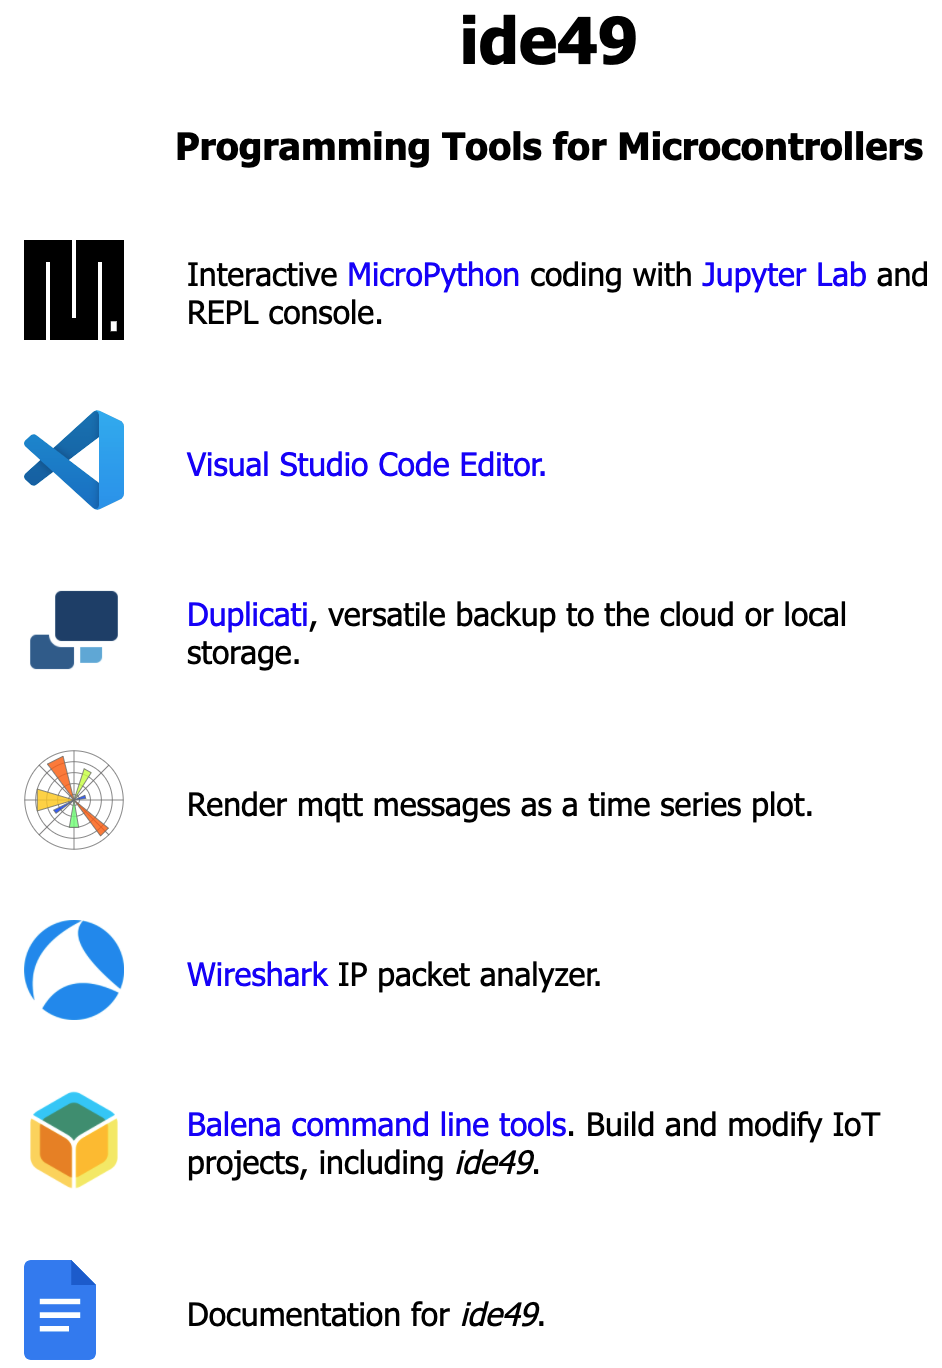 ide49
Programming Tools for Microcontrollers
Interactive MicroPython coding with Jupyter Lab and
REPL console.
Visual Studio Code Editor.
Duplicati, versatile backup to the cloud or local
storage.
Render mqtt messages as a time series plot.
Wireshark IP packet analyzer.
Balena command line tools. Build and modify IoT
projects, including ide49.
Documentation for ide49.